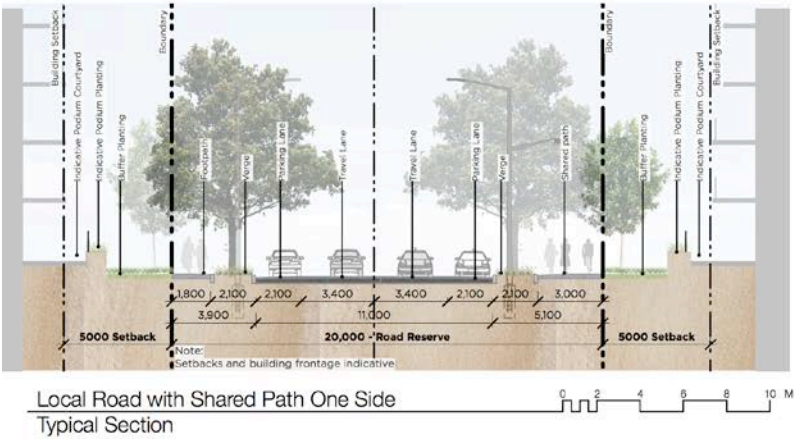 Building Setback
Indicative Podium Courtyard
Indicative Podium Planting
Buffer Planting
Boundary
Footpath
Verge
Parking Lane
Travel Lane
Travel Lane
Parking Lane
Verge
Shared path
Boundary
Buffer Planting
Indicative Podium Planting
Indicative Podium Courtyard
Building Setback
1,800 2,100 2,100 3,400 3,400 2,100 2,100 3,000
3,900 11,000 5,100
5000 Setback 20,000 - Road Reserve 5000 Setback
Note:
Setbacks and building frontage indicative
Local Road with Shared Path One Side
0 2 4 6 8 10 M
Typical Section